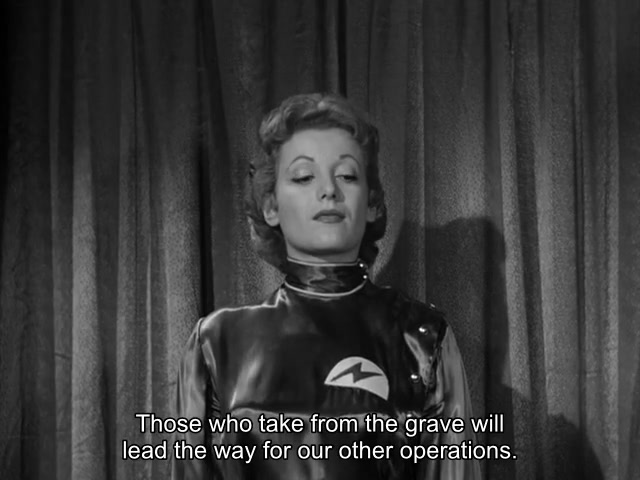 Those who take from the grave will
lead the way for our other operations.